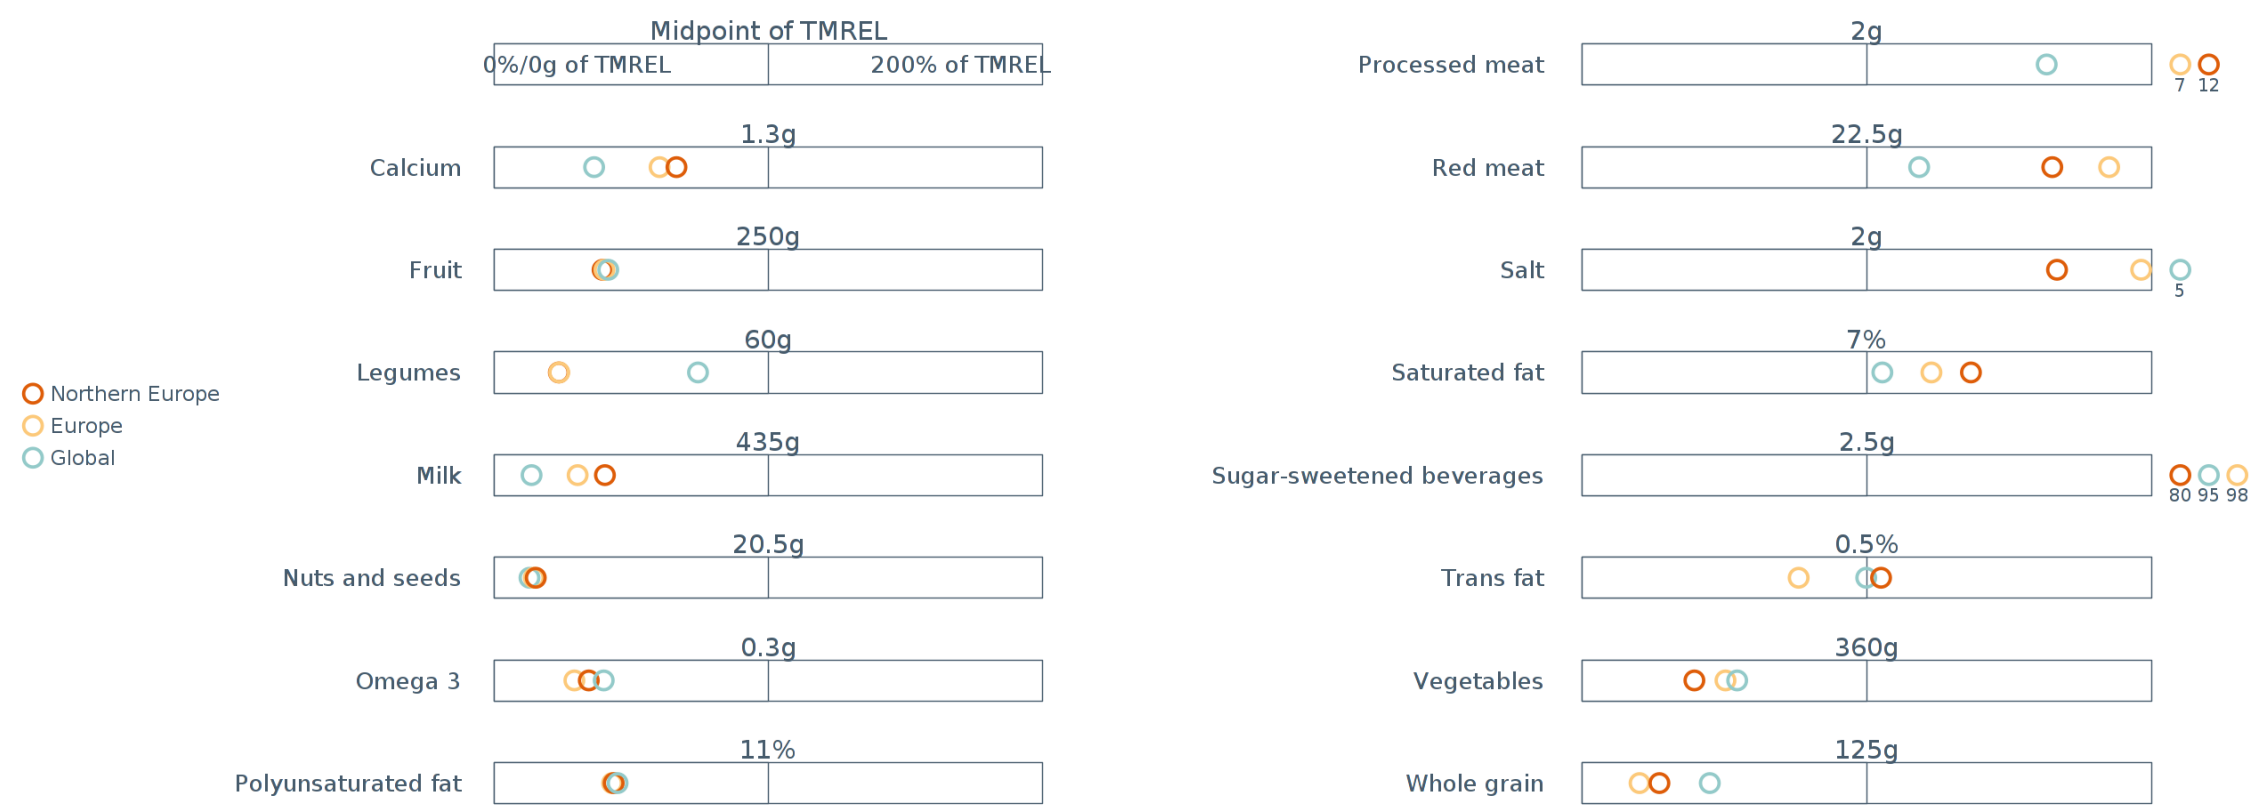 Midpoint of TMREL
0%/0g of TMREL 200% of TMREL
Calcium 1.3g
Fruit 250g
Legumes 60g
Milk 435g
Nuts and seeds 20.5g
Omega 3 0.3g
Polyunsaturated fat 11%
Northern Europe
Europe
Global
Processed meat 2g
7 12
Red meat 22.5g
Salt 2g
5
Saturated fat 7%
Sugar-sweetened beverages 2.5g
80 95 98
Trans fat 0.5%
Vegetables 360g
Whole grain 125g